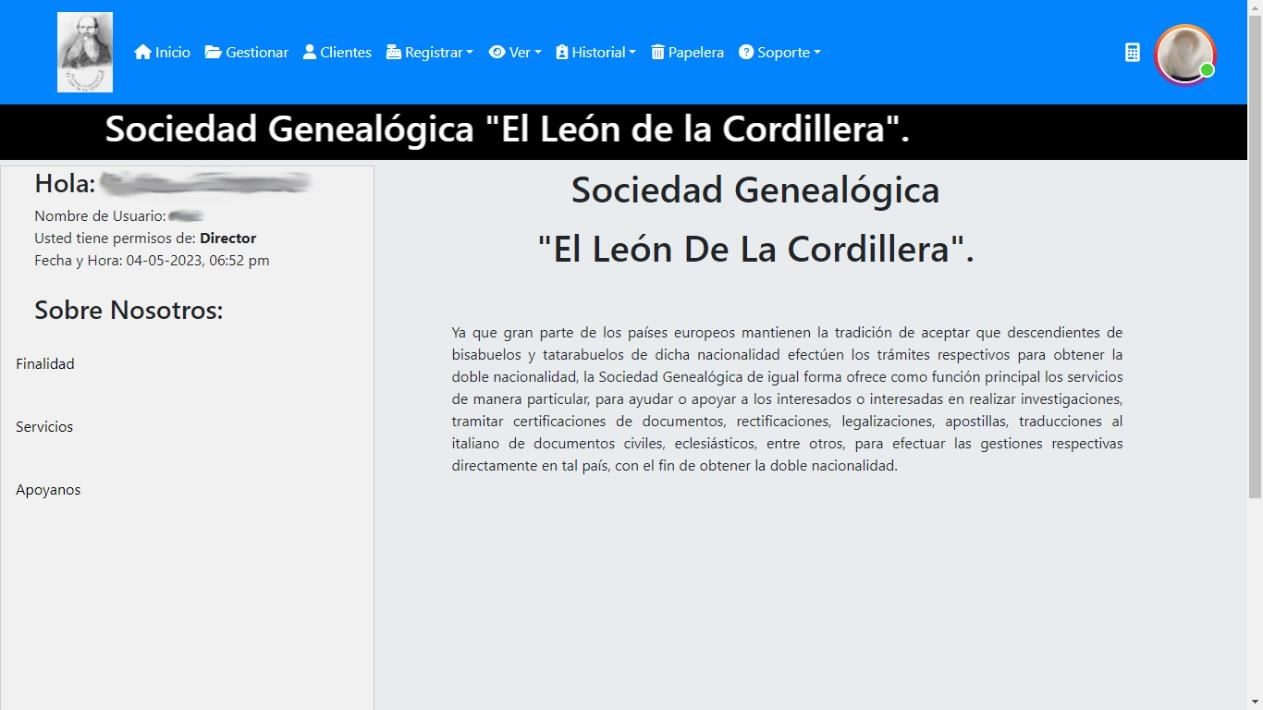 Inicio Gestionar Clientes Registrar Ver Historial Papelera Soporte
Sociedad Genealógica "El León de la Cordillera".
Hola:
Nombre de Usuario:
Usted tiene permisos de: Director
Fecha y Hora: 04-05-2023, 06:52 pm
Sobre Nosotros:
Finalidad
Servicios
Apoyanos
Sociedad Genealógica
"El León De La Cordillera".
Ya que gran parte de los países europeos mantienen la tradición de aceptar que descendientes de
bisabuelos y tatarabuelos de dicha nacionalidad efectúen los trámites respectivos para obtener la
doble nacionalidad, la Sociedad Genealógica de igual forma ofrece como función principal los servicios
de manera particular, para ayudar o apoyar a los interesados o interesadas en realizar investigaciones,
tramitar certificaciones de documentos, rectificaciones, legalizaciones, apostillas, traducciones al
italiano de documentos civiles, eclesiásticos, entre otros, para efectuar las gestiones respectivas
directamente en tal país, con el fin de obtener la doble nacionalidad.